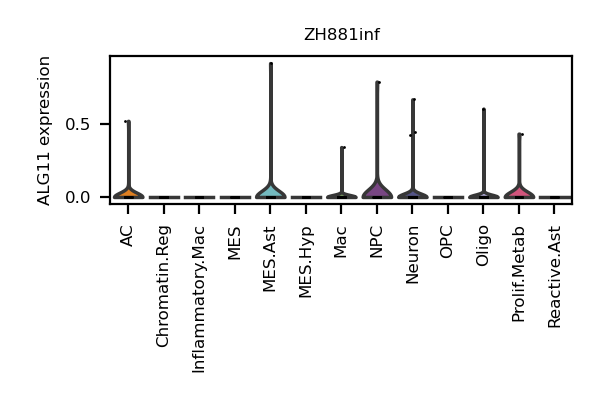 ZH881inf
ALG11 expression
0.5
0.0
AC
Chromatin.Reg
Inflammatory.Mac
MES
MES.Ast
MES.Hyp
Mac
NPC
Neuron
OPC
Oligo
Prolif.Metab
Reactive.Ast